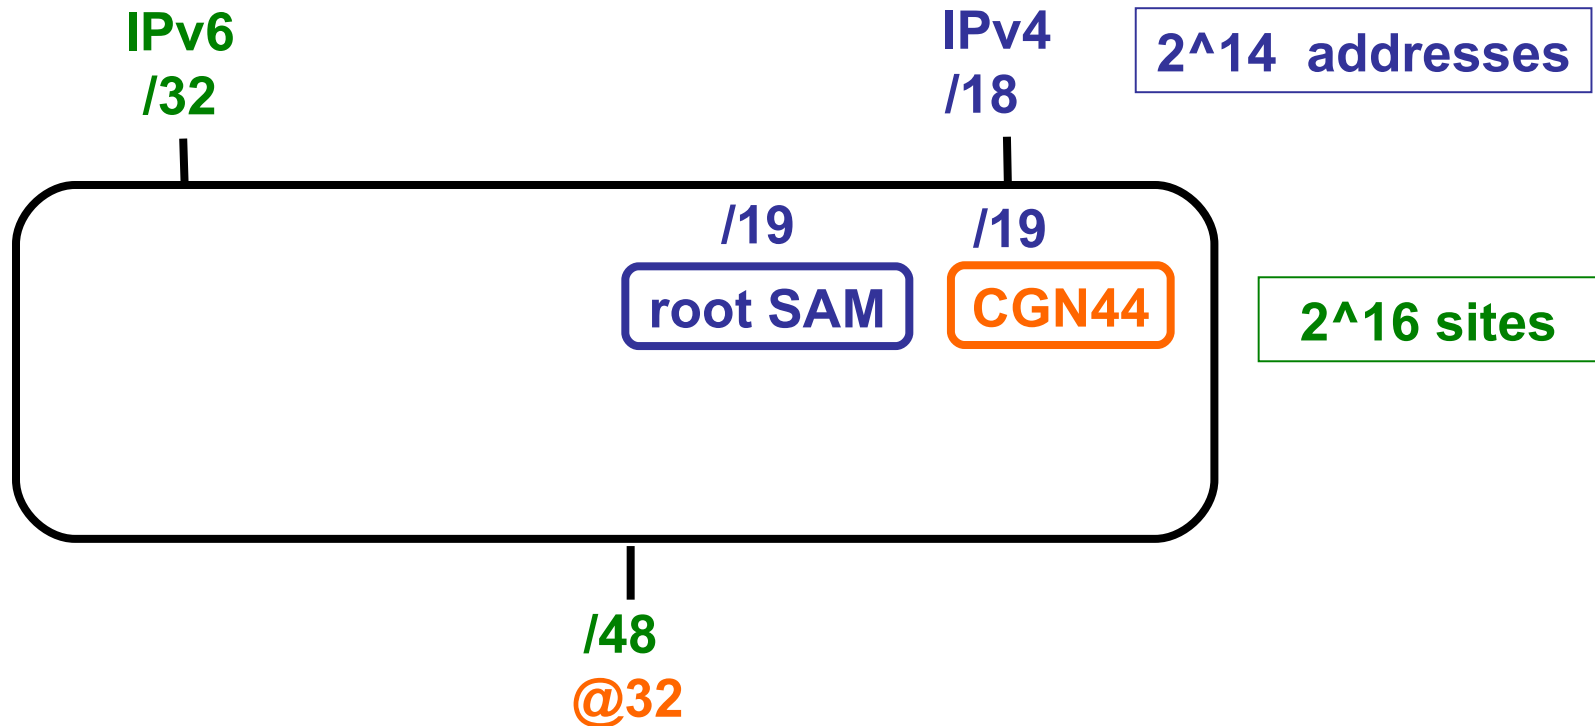 IPv6
/32
IPv4
/18
2^14 addresses
/19
/19
root SAM
CGN44
2^16 sites
/48
@32